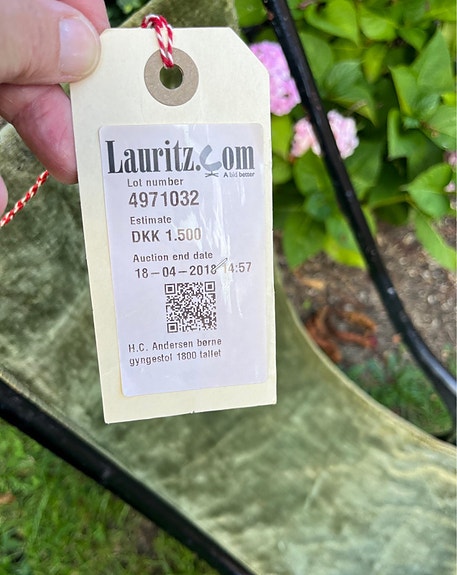 Lauritz.com
A bid better
Lot number
4971032
Estimate
DKK 1.500
Auction end date
18-04-2018 14:57
H.C. Andersen børne
gyngestol 1800 tallet